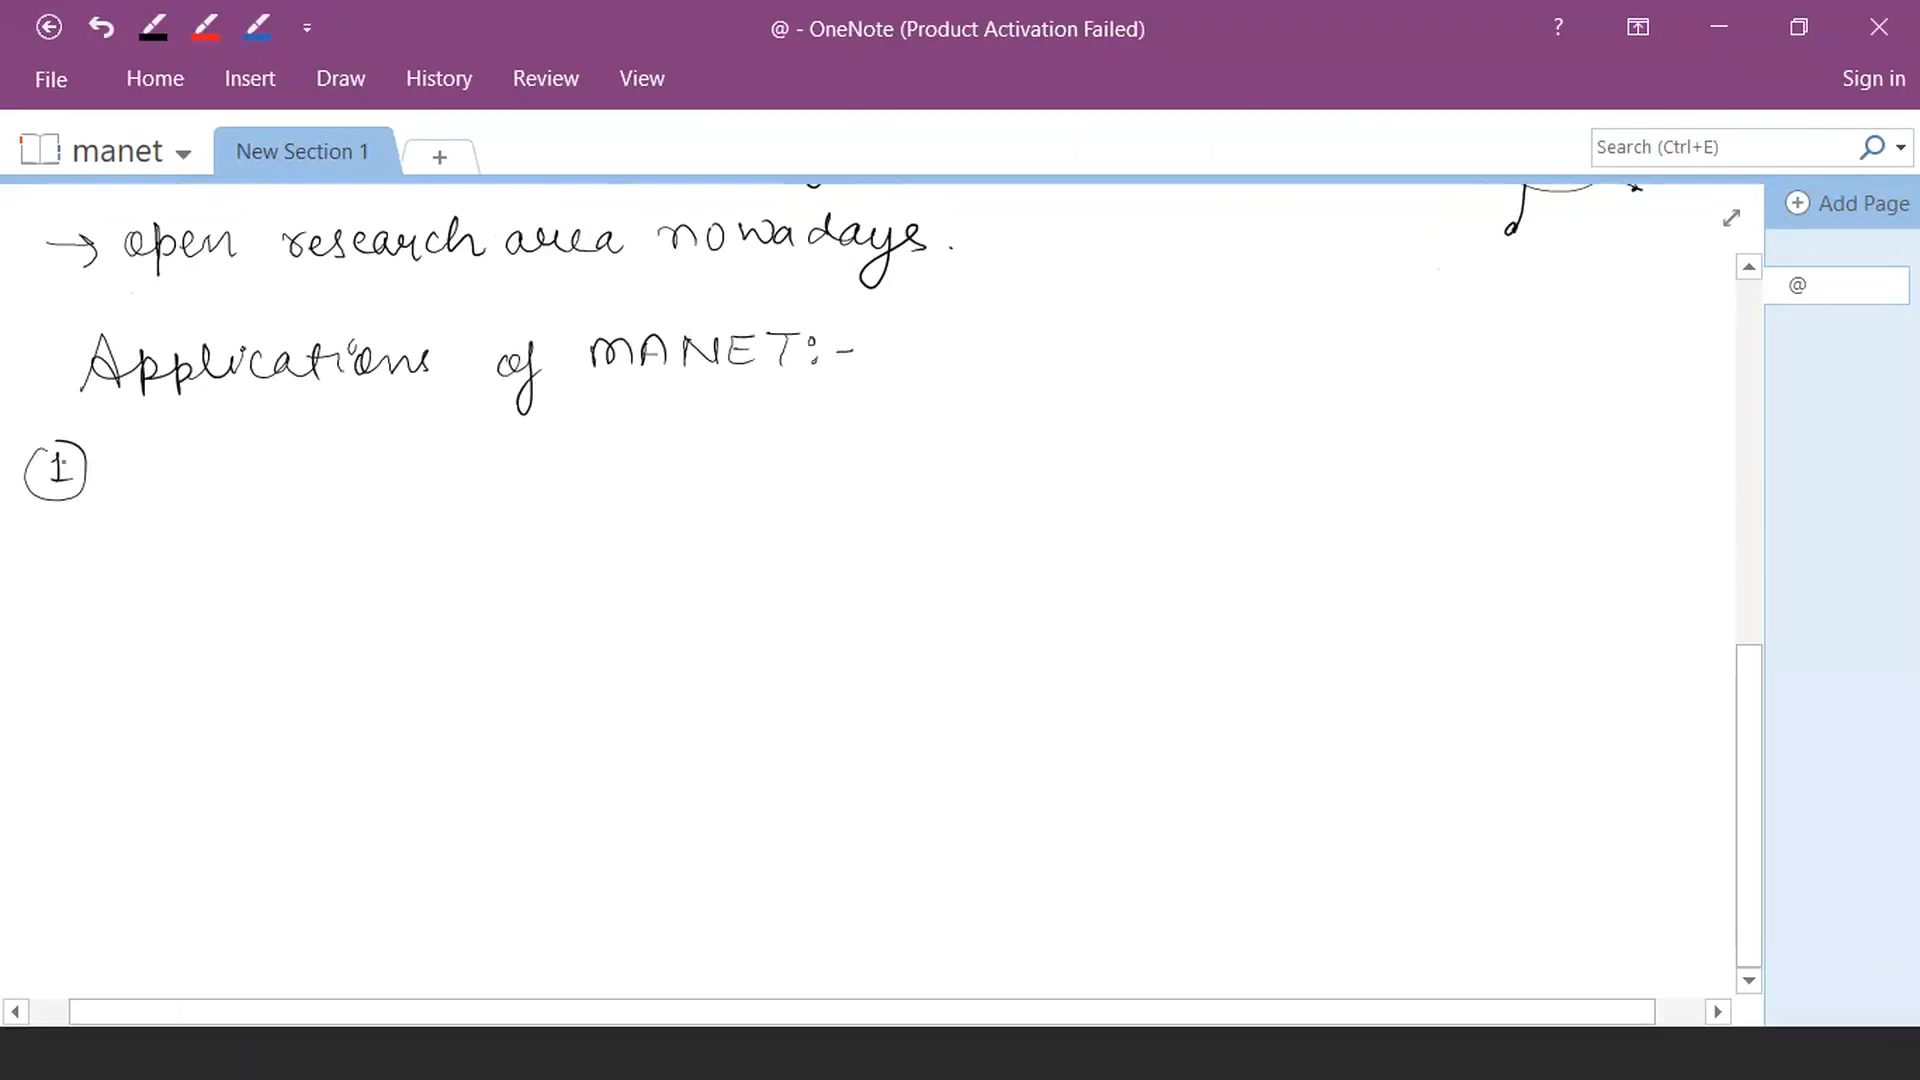 @ - OneNote (Product Activation Failed)
?
File Home Insert Draw History Review View Sign in
manet New Section 1 + Search (Ctrl+E)
Add Page
→ open research area nowadays.
@
Applications of MANET:-
1